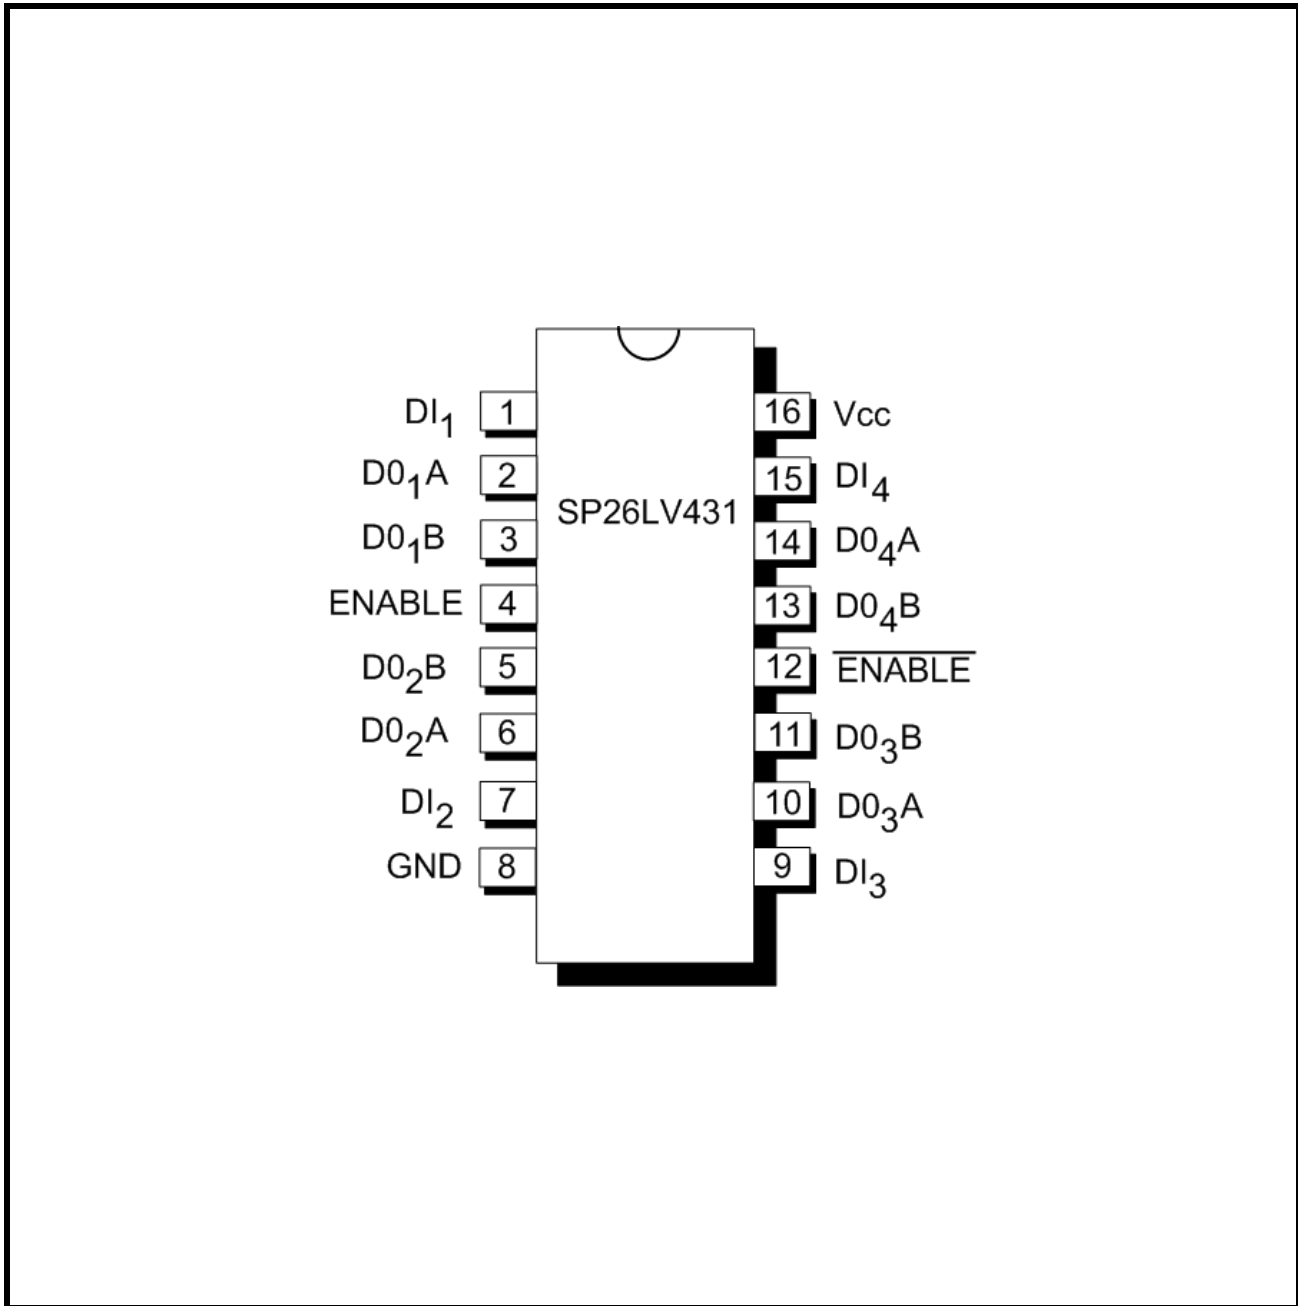 DI1 1 16 Vcc
D01A 2 15 DI4
SP26LV431
D01B 3 14 D04A
ENABLE 4 13 D04B
D02B 5 12 E̅N̅A̅B̅L̅E̅
D02A 6 11 D03B
DI2 7 10 D03A
GND 8 9 DI3